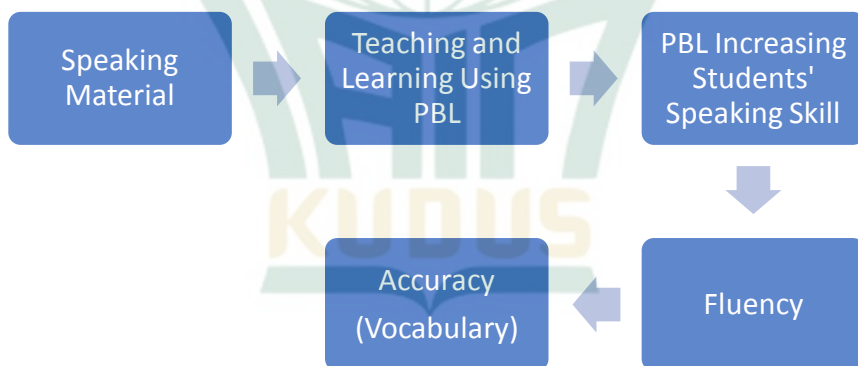 Speaking
Material
Teaching and
Learning Using
PBL
PBL Increasing
Students'
Speaking Skill
KUDUS
Accuracy
(Vocabulary)
Fluency